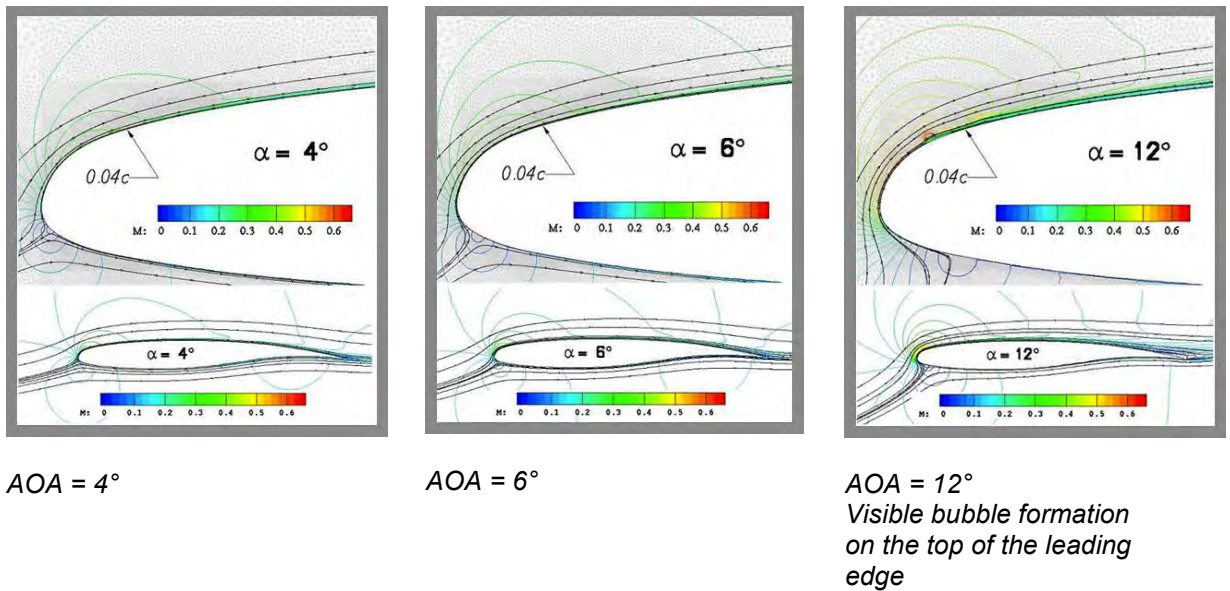 α = 4°
0.04c
M: 0 0.1 0.2 0.3 0.4 0.5 0.6
α = 4°
M: 0 0.1 0.2 0.3 0.4 0.5 0.6
AOA = 4°
α = 6°
0.04c
M: 0 0.1 0.2 0.3 0.4 0.5 0.6
α = 6°
M: 0 0.1 0.2 0.3 0.4 0.5 0.6
AOA = 6°
α = 12°
0.04c
M: 0 0.1 0.2 0.3 0.4 0.5 0.6
α = 12°
M: 0 0.1 0.2 0.3 0.4 0.5 0.6
AOA = 12°
Visible bubble formation
on the top of the leading
edge